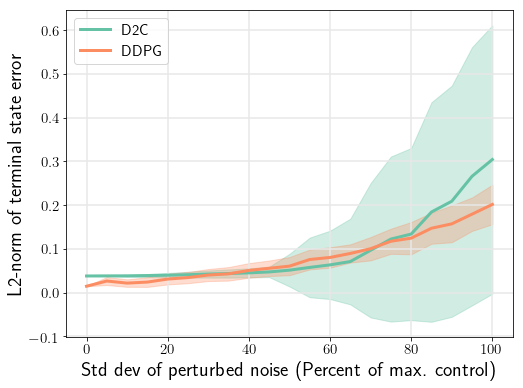 D2C
DDPG
L2-norm of terminal state error
0.6
0.5
0.4
0.3
0.2
0.1
0.0
−0.1
0 20 40 60 80 100
Std dev of perturbed noise (Percent of max. control)